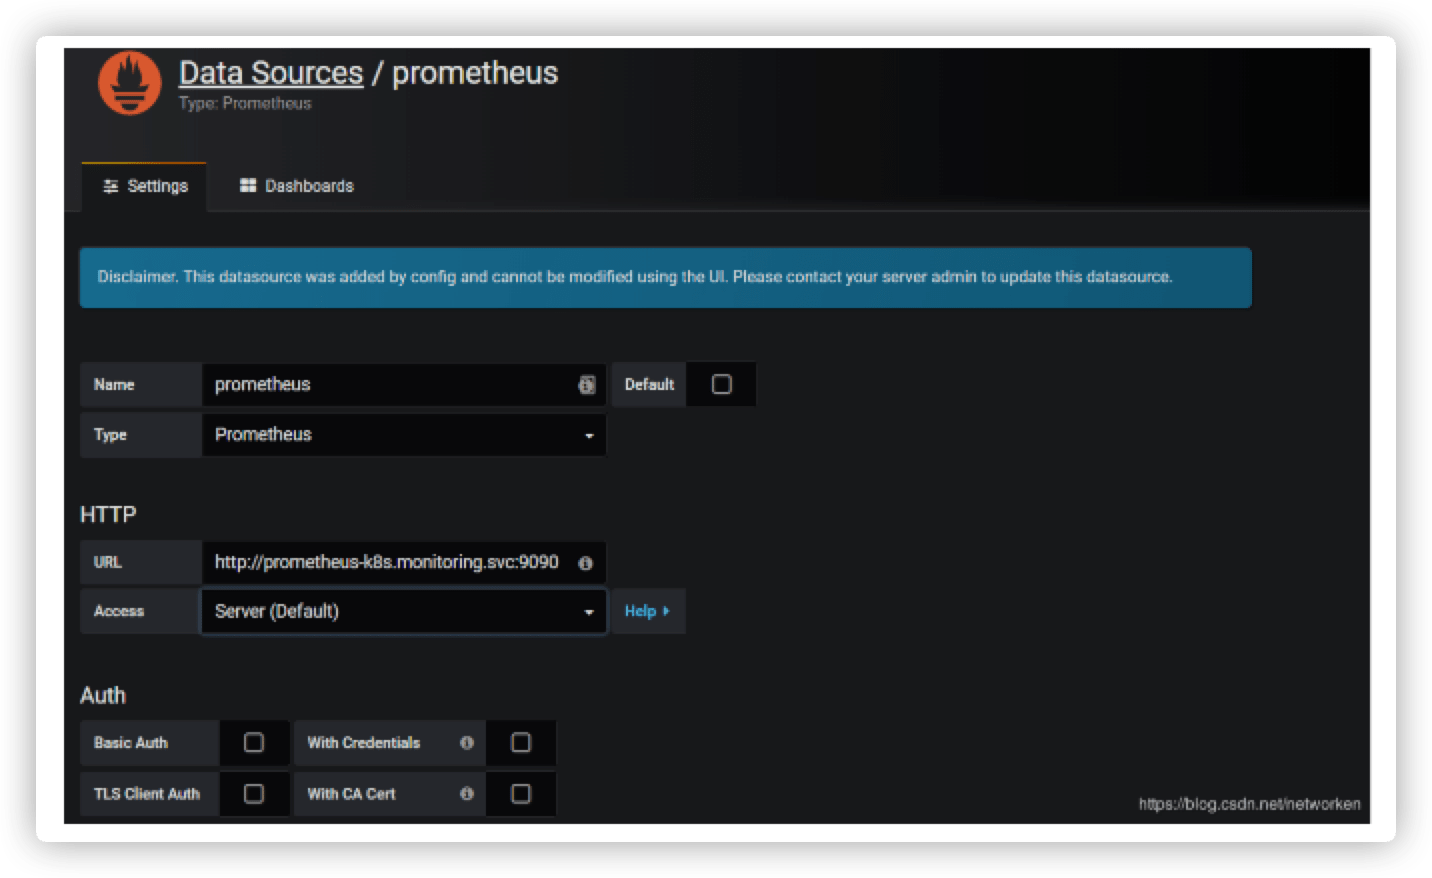 Data Sources / prometheus
Type: Prometheus
Settings
Dashboards
Disclaimer. This datasource was added by config and cannot be modified using the UI. Please contact your server admin to update this datasource.
Name prometheus Default
Type Prometheus
HTTP
URL http://prometheus-k8s.monitoring.svc:9090
Access Server (Default) Help
Auth
Basic Auth With Credentials
TLS Client Auth With CA Cert
https://blog.csdn.net/networken